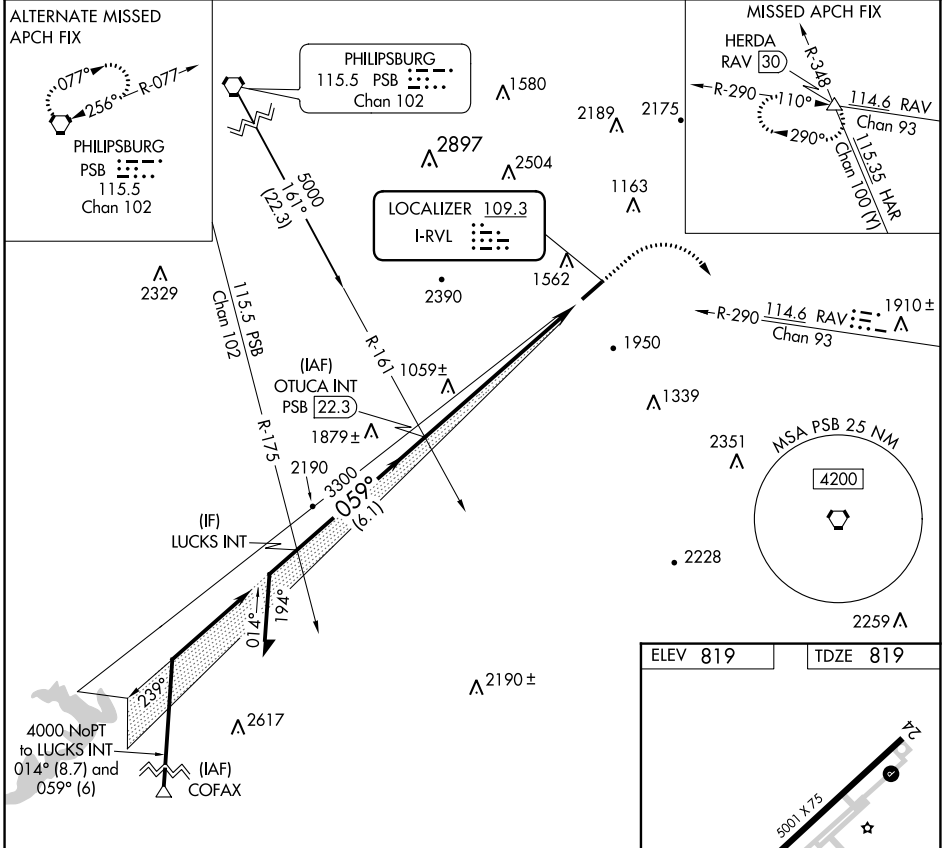 ALTERNATE MISSED
APCH FIX
077°
256°
R-077
PHILIPSBURG
PSB
115.5
Chan 102
PHILIPSBURG
115.5 PSB
Chan 102
5000
161°
(22.3)
1580
2189
2175
2897
2504
1163
LOCALIZER 109.3
I-RVL
1562
2390
MISSED APCH FIX
HERDA
RAV 30
R-348
R-290
110°
290°
114.6 RAV
Chan 93
115.35 HAR
Chan 100 (Y)
2329
115.5 PSB
Chan 102
R-175
R-161
R-290
114.6 RAV
Chan 93
1910 ±
1950
1339
(IAF)
OTUCA INT
PSB 22.3
1059 ±
1879 ±
2190
3300
059°
(6.1)
(IF)
LUCKS INT
2351
MSA PSB 25 NM
4200
2228
2259
014°
194°
239°
2190 ±
2617
4000 NoPT
to LUCKS INT
014° (8.7) and
059° (6)
(IAF)
COFAX
ELEV 819
TDZE 819
24
5001 X 75
P